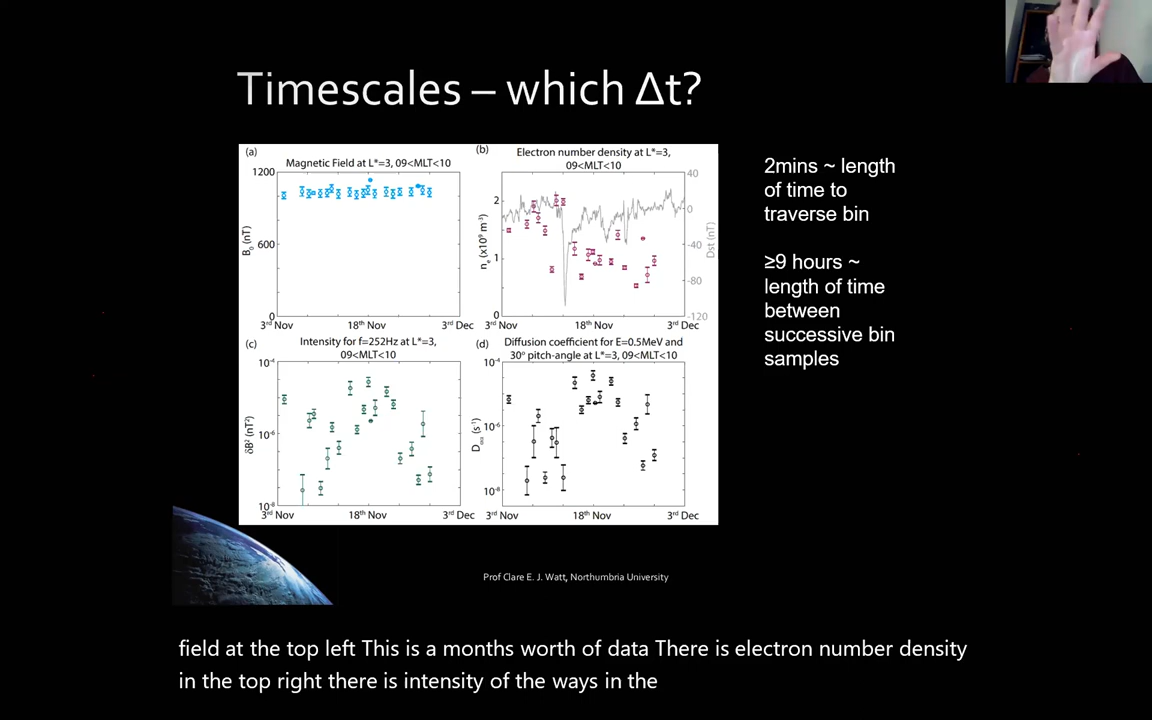 Timescales – which Δt?
(a)
Magnetic Field at L*=3, 09<MLT<10
1200
600
0
B₀ (nT)
3rd Nov
18th Nov
3rd Dec
(b)
Electron number density at L*=3,
09<MLT<10
2
1
0
nₑ (x10⁹ m⁻³)
40
0
-40
-80
-120
Dst (nT)
3rd Nov
18th Nov
3rd Dec
(c)
Intensity for f=252Hz at L*=3,
09<MLT<10
10⁻⁴
10⁻⁶
10⁻⁸
δB² (nT²)
3rd Nov
18th Nov
3rd Dec
(d)
Diffusion coefficient for E=0.5MeV and
30° pitch-angle at L*=3, 09<MLT<10
10⁻⁴
10⁻⁶
10⁻⁸
3rd Nov
18th Nov
3rd Dec
2mins ~ length
of time to
traverse bin
≥9 hours ~
length of time
between
successive bin
samples
Prof Clare E. J. Watt, Northumbria University
field at the top left This is a months worth of data There is electron number density
in the top right there is intensity of the ways in the